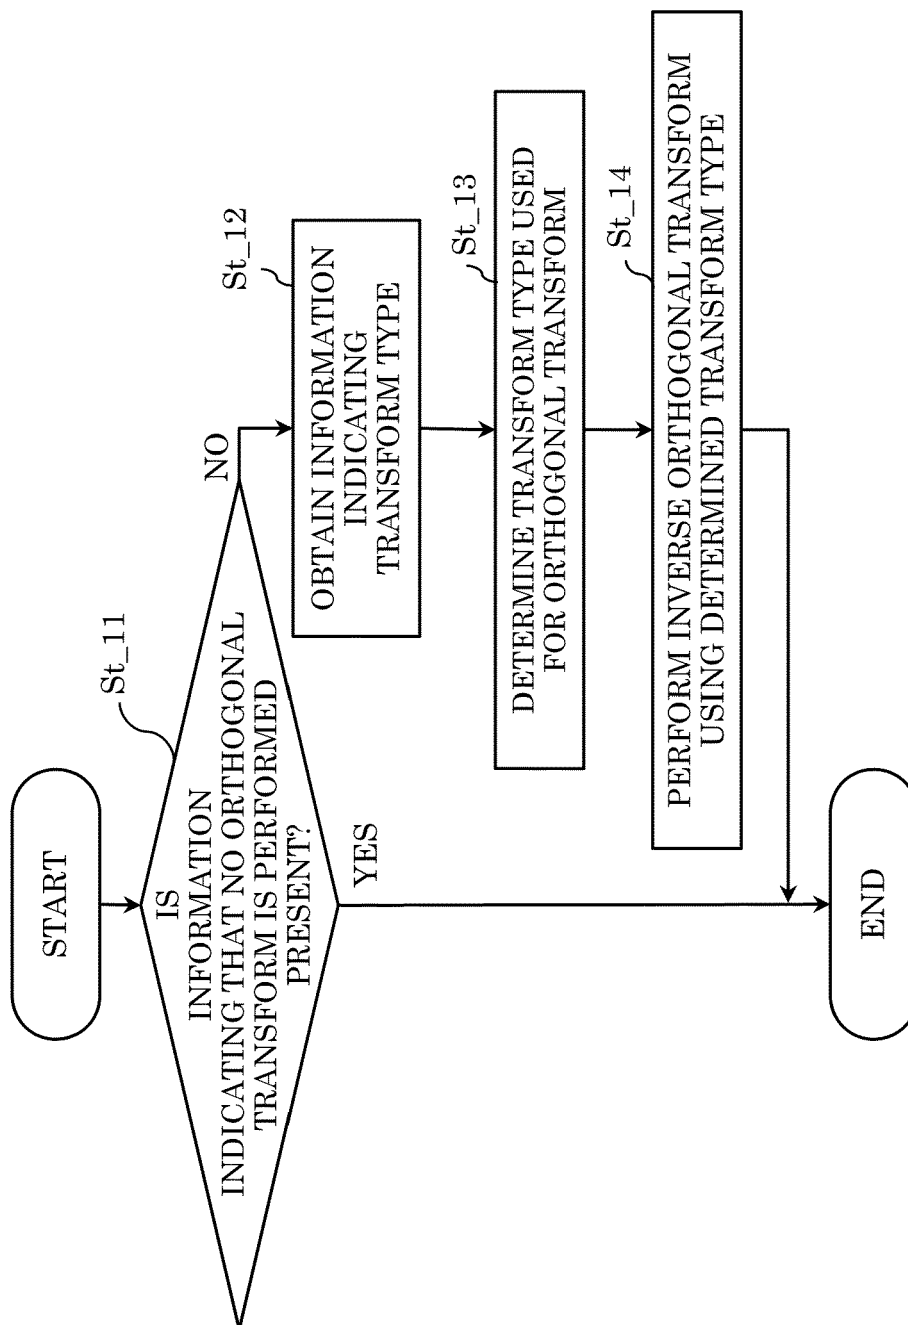 START
St_11
IS
INFORMATION
INDICATING THAT NO ORTHOGONAL
TRANSFORM IS PERFORMED
PRESENT?
NO
YES
St_12
OBTAIN INFORMATION
INDICATING
TRANSFORM TYPE
St_13
DETERMINE TRANSFORM TYPE USED
FOR ORTHOGONAL TRANSFORM
St_14
PERFORM INVERSE ORTHOGONAL TRANSFORM
USING DETERMINED TRANSFORM TYPE
END